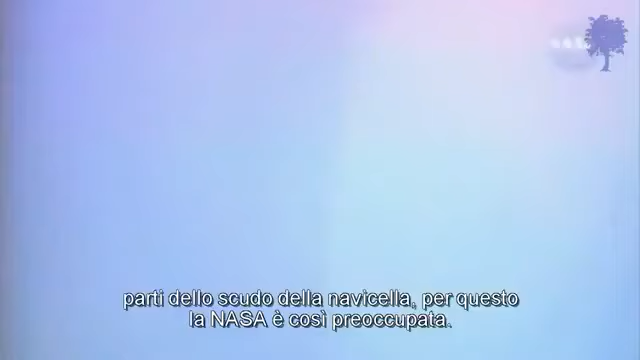 parti dello scudo della navicella, per questo
la NASA è così preoccupata.